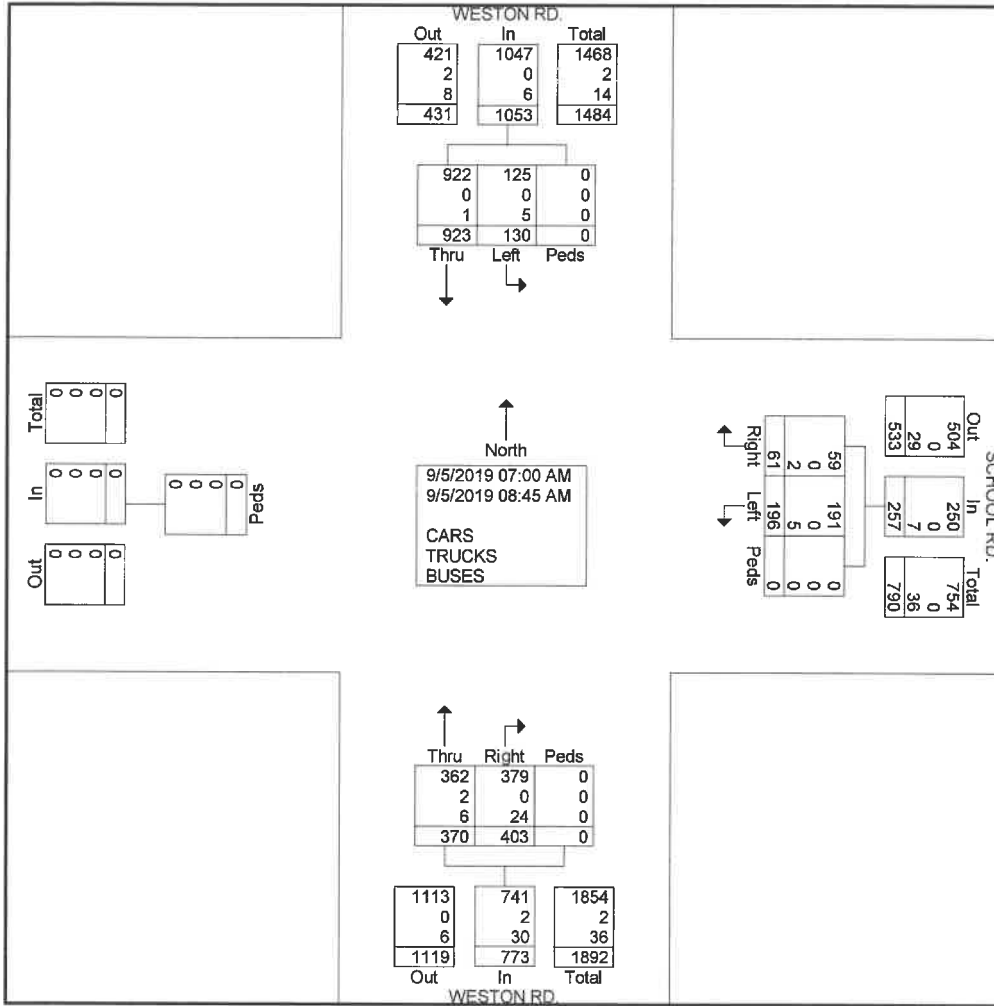 WESTON RD.
Out In Total
421 1047 1468
2 0 2
8 6 14
431 1053 1484
922 125 0
0 0 0
1 5 0
923 130 0
Thru Left Peds
Total
0 0 0 0
In
0 0 0 0
Out
0 0 0 0
Peds
0 0 0 0
North
9/5/2019 07:00 AM
9/5/2019 08:45 AM
CARS
TRUCKS
BUSES
SCHOOL RD.
Out In Total
504 250 754
0 0 0
29 7 36
533 257 790
59 191 0
0 0 0
2 5 0
61 196 0
Right Left Peds
Thru Right Peds
362 379 0
2 0 0
6 24 0
370 403 0
1113 741 1854
0 2 2
6 30 36
1119 773 1892
Out In Total
WESTON RD.